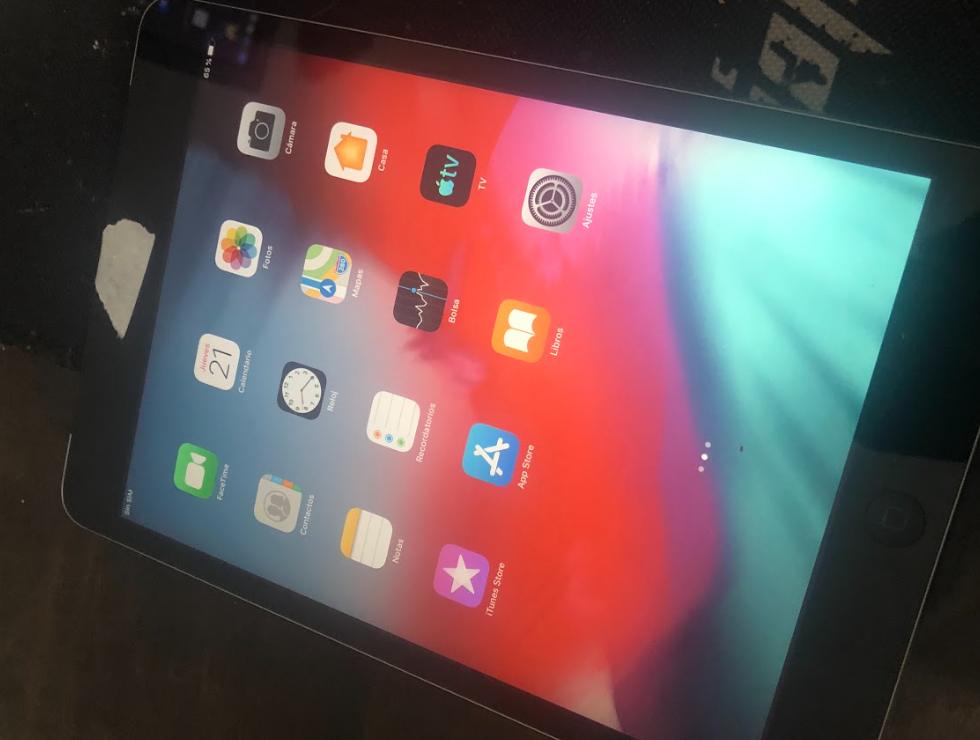 Sin SIM
65 %
Jueves
21
FaceTime
Calendario
Fotos
Cámara
Contactos
Reloj
Mapas
Casa
Notas
Recordatorios
Bolsa
tv
TV
iTunes Store
App Store
Libros
Ajustes